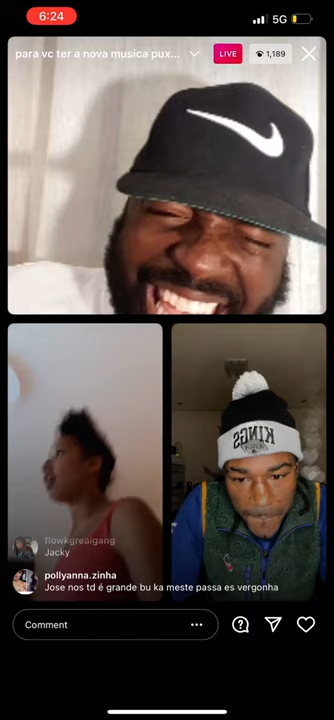 6:24
5G
para vc ter a nova musica pux...
LIVE
1,189
KINGS
flowkgrealgang
Jacky
pollyanna.zinha
Jose nos td é grande bu ka meste passa es vergonha
Comment